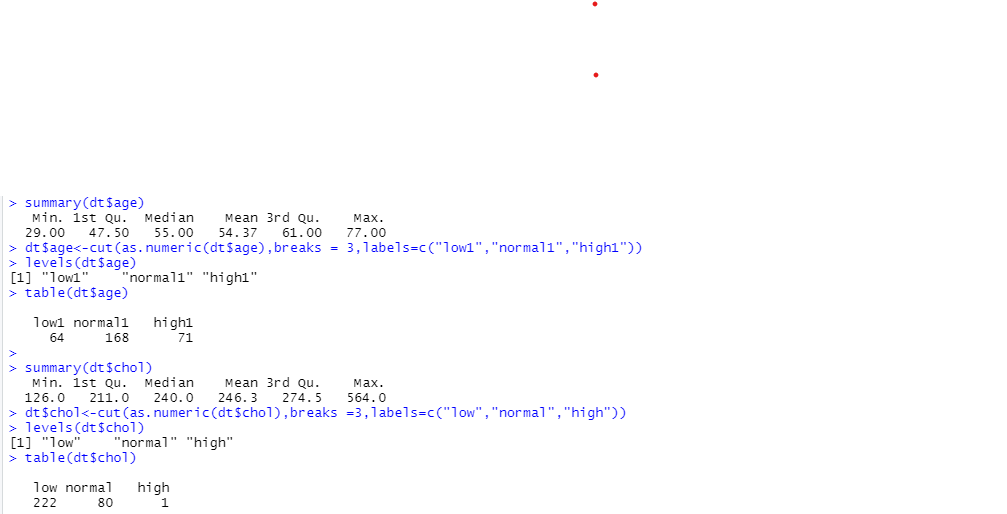 > summary(dt$age)
   Min. 1st Qu.  Median    Mean 3rd Qu.    Max.
  29.00   47.50   55.00   54.37   61.00   77.00
> dt$age<-cut(as.numeric(dt$age),breaks = 3,labels=c("low1","normal1","high1"))
> levels(dt$age)
[1] "low1"    "normal1" "high1"
> table(dt$age)
   low1 normal1   high1
     64     168      71
>
> summary(dt$chol)
   Min. 1st Qu.  Median    Mean 3rd Qu.    Max.
  126.0   211.0   240.0   246.3   274.5   564.0
> dt$chol<-cut(as.numeric(dt$chol),breaks =3,labels=c("low","normal","high"))
> levels(dt$chol)
[1] "low"    "normal" "high"
> table(dt$chol)
   low normal   high
   222     80      1